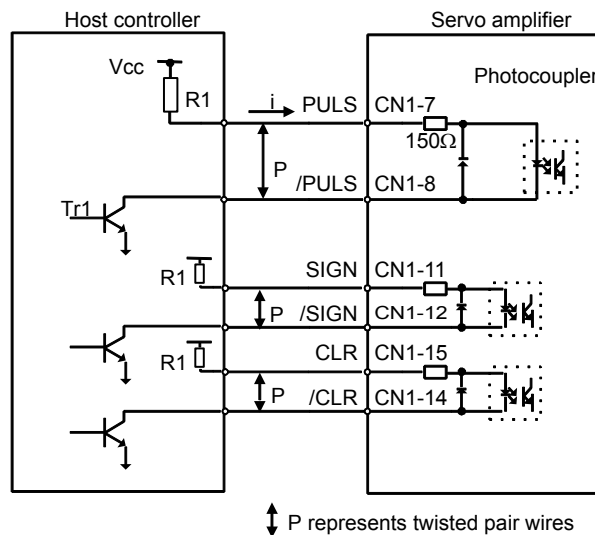 Host controller
Servo amplifier
Vcc
Photocoupler
R1
i
PULS
CN1-7
150Ω
P
/PULS
CN1-8
Tr1
SIGN
CN1-11
R1
P
/SIGN
CN1-12
R1
CLR
CN1-15
P
/CLR
CN1-14
P represents twisted pair wires